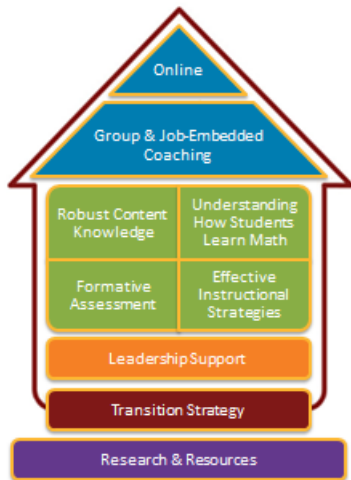 Online
Group & Job-Embedded
Coaching
Robust Content
Knowledge
Understanding
How Students
Learn Math
Formative
Assessment
Effective
Instructional
Strategies
Leadership Support
Transition Strategy
Research & Resources